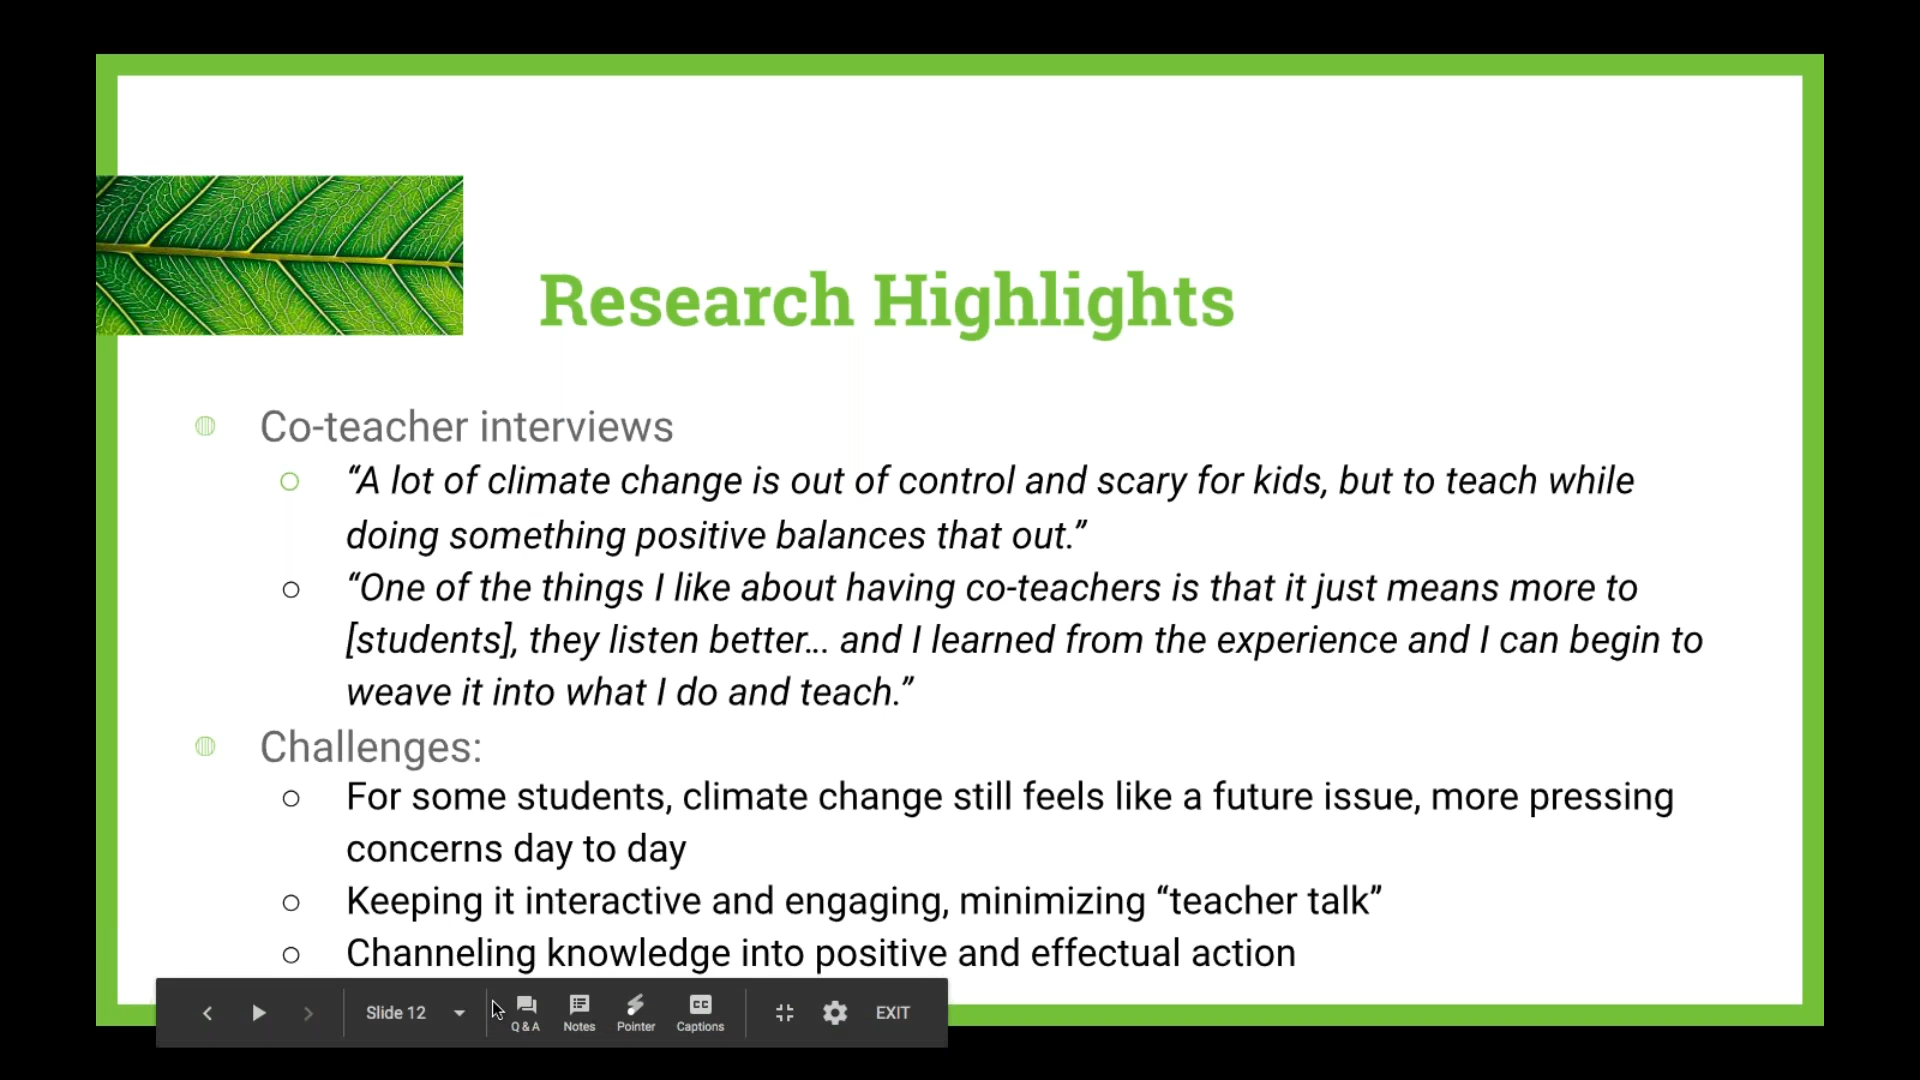 Research Highlights
Co-teacher interviews
“A lot of climate change is out of control and scary for kids, but to teach while
doing something positive balances that out.”
“One of the things I like about having co-teachers is that it just means more to
[students], they listen better... and I learned from the experience and I can begin to
weave it into what I do and teach.”
Challenges:
For some students, climate change still feels like a future issue, more pressing
concerns day to day
Keeping it interactive and engaging, minimizing “teacher talk”
Channeling knowledge into positive and effectual action
Slide 12 Q & A Notes Pointer CC Captions EXIT